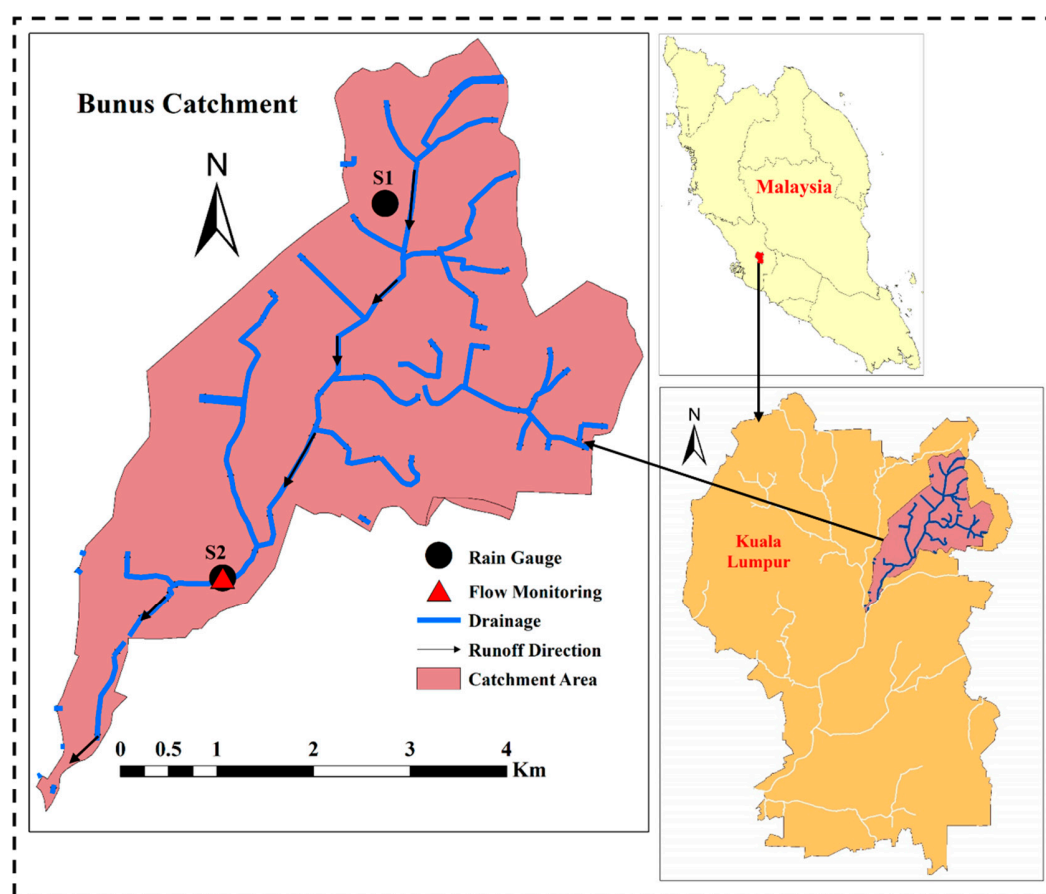 Bunus Catchment
N
S1
S2
Rain Gauge
Flow Monitoring
Drainage
Runoff Direction
Catchment Area
0 0.5 1 2 3 4
Km
Malaysia
N
Kuala
Lumpur